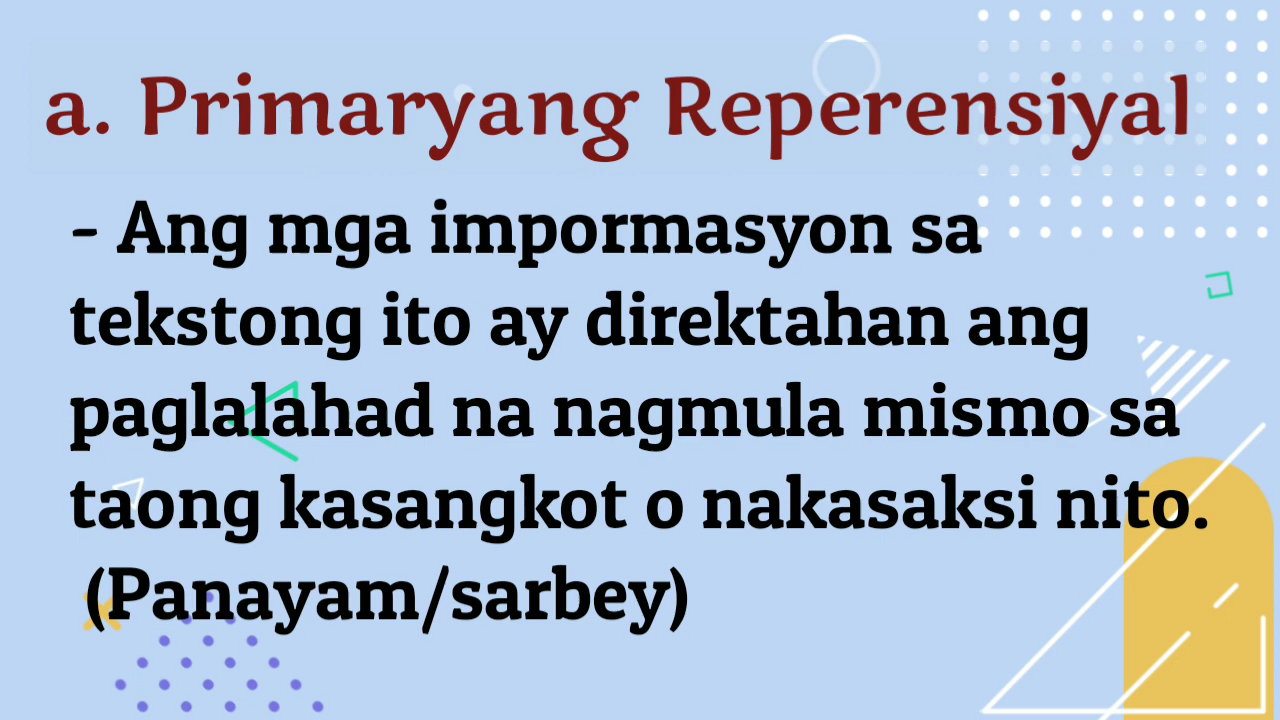 a. Primaryang Reperensiyal
- Ang mga impormasyon sa
tekstong ito ay direktahan ang
paglalahad na nagmula mismo sa
taong kasangkot o nakasaksi nito.
(Panayam/sarbey)